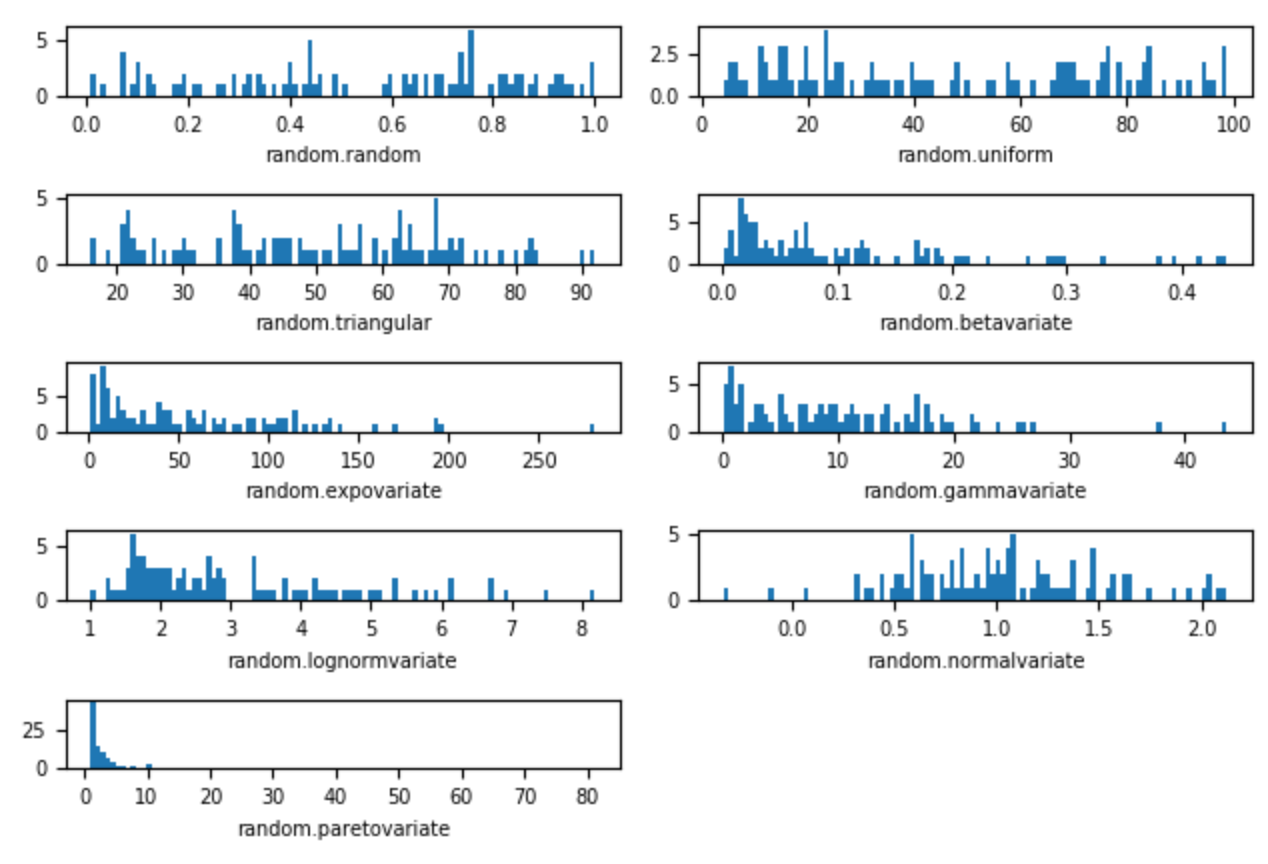 5
0
0.0 0.2 0.4 0.6 0.8 1.0
random.random
2.5
0.0
0 20 40 60 80 100
random.uniform
5
0
20 30 40 50 60 70 80 90
random.triangular
5
0
0.0 0.1 0.2 0.3 0.4
random.betavariate
5
0
0 50 100 150 200 250
random.expovariate
5
0
0 10 20 30 40
random.gammavariate
5
0
1 2 3 4 5 6 7 8
random.lognormvariate
5
0
0.0 0.5 1.0 1.5 2.0
random.normalvariate
25
0
0 10 20 30 40 50 60 70 80
random.paretovariate